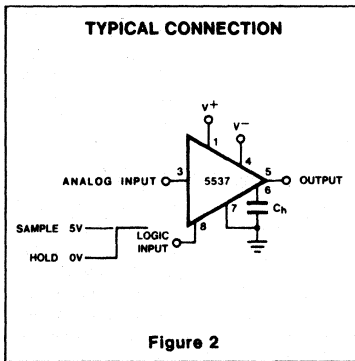 TYPICAL CONNECTION
V+
V−
1
4
ANALOG INPUT 3 5537 5 OUTPUT
6
SAMPLE 5V 7 Ch
LOGIC
INPUT 8
HOLD 0V
Figure 2